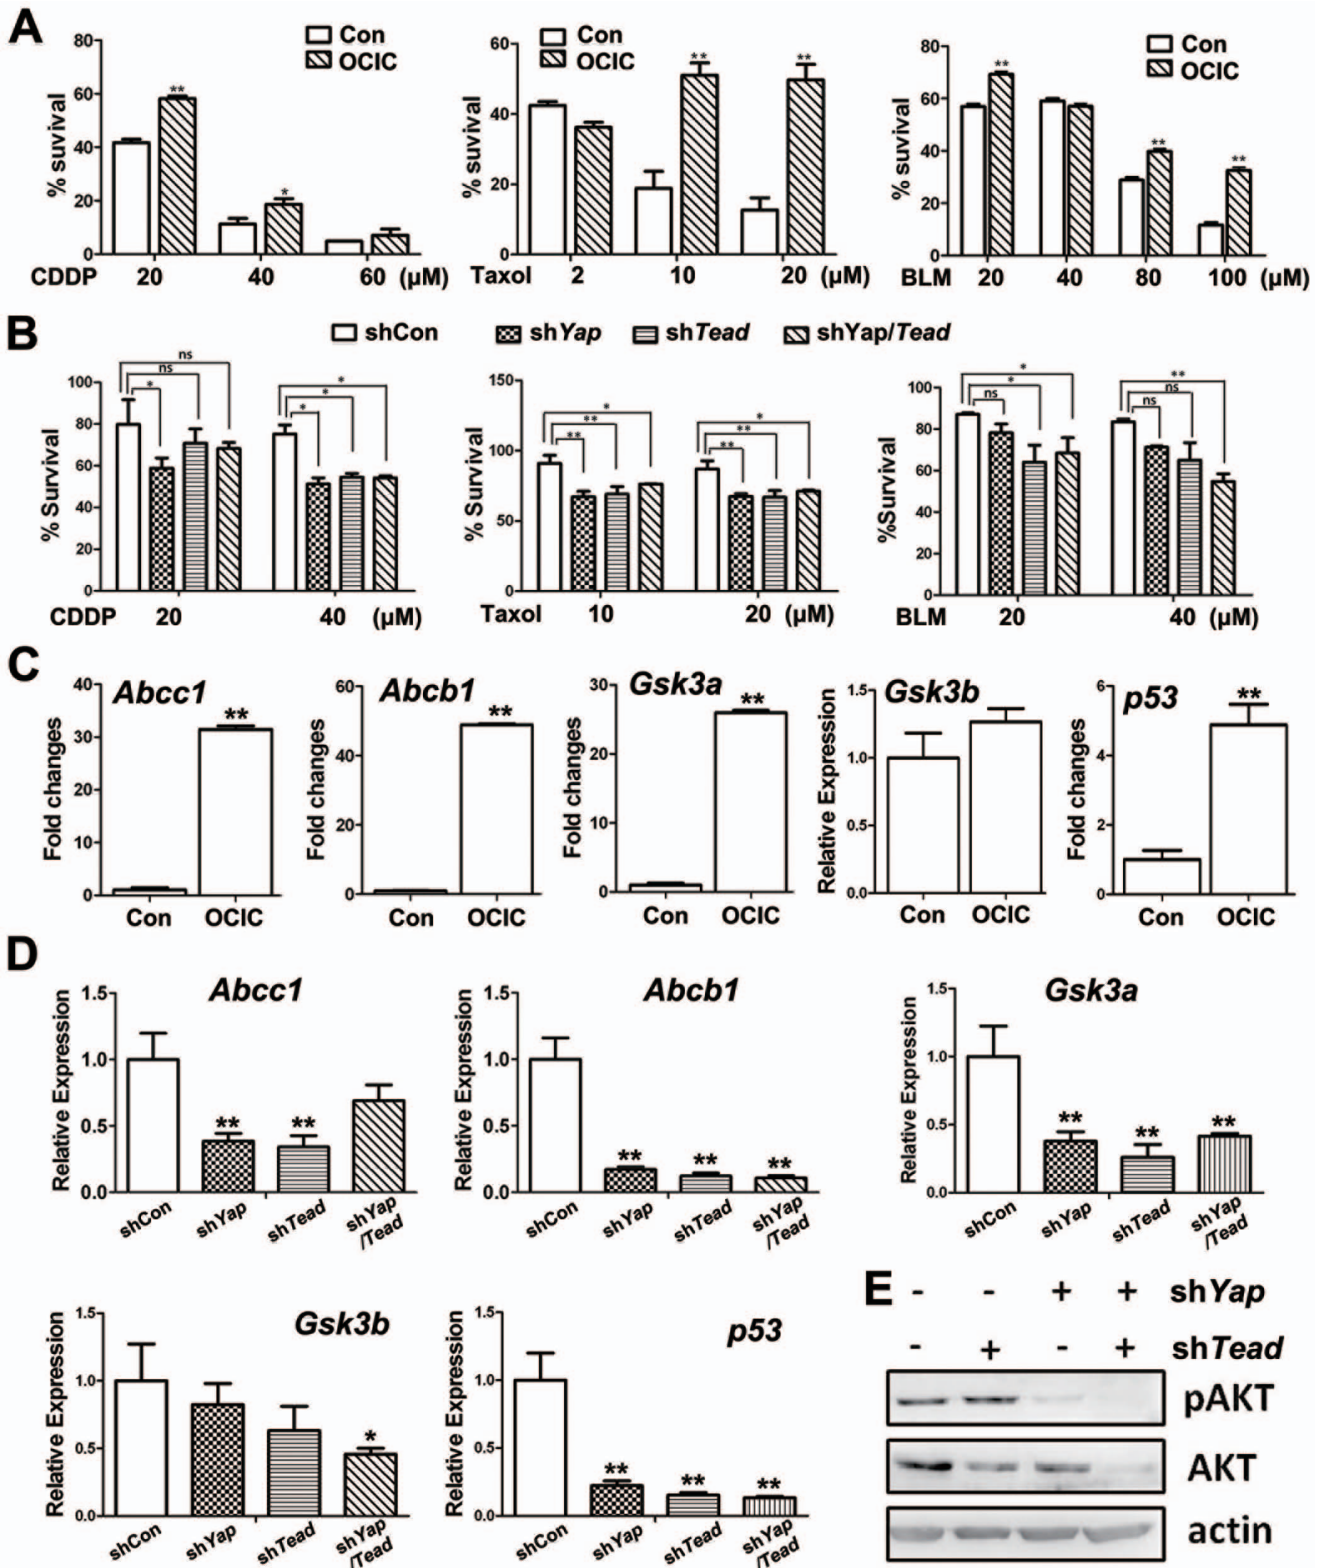 A
80
60
40
20
0
% suvival
Con
OCIC
**
*
CDDP 20 40 60 (μM)
60
40
20
0
% suvival
Con
OCIC
** **
Taxol 2 10 20 (μM)
80
60
40
20
0
% suvival
Con
OCIC
**
**
**
BLM 20 40 80 100 (μM)
B
shCon shYap shTead shYap/Tead
100
80
60
40
20
0
% Survival
ns
ns
*
*
*
*
CDDP 20 40 (μM)
150
100
50
0
% Survival
*
**
**
*
**
**
Taxol 10 20 (μM)
100
80
60
40
20
0
%Survival
*
*
ns
**
ns
ns
BLM 20 40 (μM)
C
Abcc1
40
30
20
10
0
Fold changes
**
Con OCIC
Abcb1
60
40
20
0
Fold changes
**
Con OCIC
Gsk3a
30
20
10
0
Fold changes
**
Con OCIC
Gsk3b
1.5
1.0
0.5
0.0
Relative Expression
Con OCIC
p53
6
4
2
0
Fold changes
**
Con OCIC
D
Abcc1
1.5
1.0
0.5
0.0
Relative Expression
** **
shCon shYap shTead shYap
/Tead
Abcb1
1.5
1.0
0.5
0.0
Relative Expression
** ** **
shCon shYap shTead shYap
/Tead
Gsk3a
1.5
1.0
0.5
0.0
Relative Expression
** ** **
shCon shYap shTead shYap
/Tead
Gsk3b
1.5
1.0
0.5
0.0
Relative Expression
*
shCon shYap shTead shYap
/Tead
p53
1.5
1.0
0.5
0.0
Relative Expression
** ** **
shCon shYap shTead shYap
/Tead
E
- - + + shYap
- + - + shTead
pAKT
AKT
actin